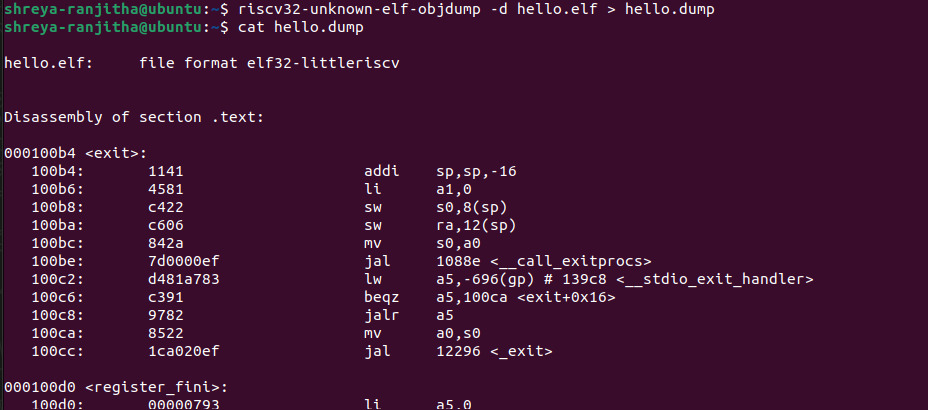 shreya-ranjitha@ubuntu:~$ riscv32-unknown-elf-objdump -d hello.elf > hello.dump
shreya-ranjitha@ubuntu:~$ cat hello.dump
hello.elf:     file format elf32-littleriscv
Disassembly of section .text:
000100b4 <exit>:
   100b4:	1141                	addi	sp,sp,-16
   100b6:	4581                	li	a1,0
   100b8:	c422                	sw	s0,8(sp)
   100ba:	c606                	sw	ra,12(sp)
   100bc:	842a                	mv	s0,a0
   100be:	7d0000ef          	jal	1088e <__call_exitprocs>
   100c2:	d481a783          	lw	a5,-696(gp) # 139c8 <__stdio_exit_handler>
   100c6:	c391                	beqz	a5,100ca <exit+0x16>
   100c8:	9782                	jalr	a5
   100ca:	8522                	mv	a0,s0
   100cc:	1ca020ef          	jal	12296 <_exit>
000100d0 <register_fini>:
   100d0:	00000793          	li	a5,0